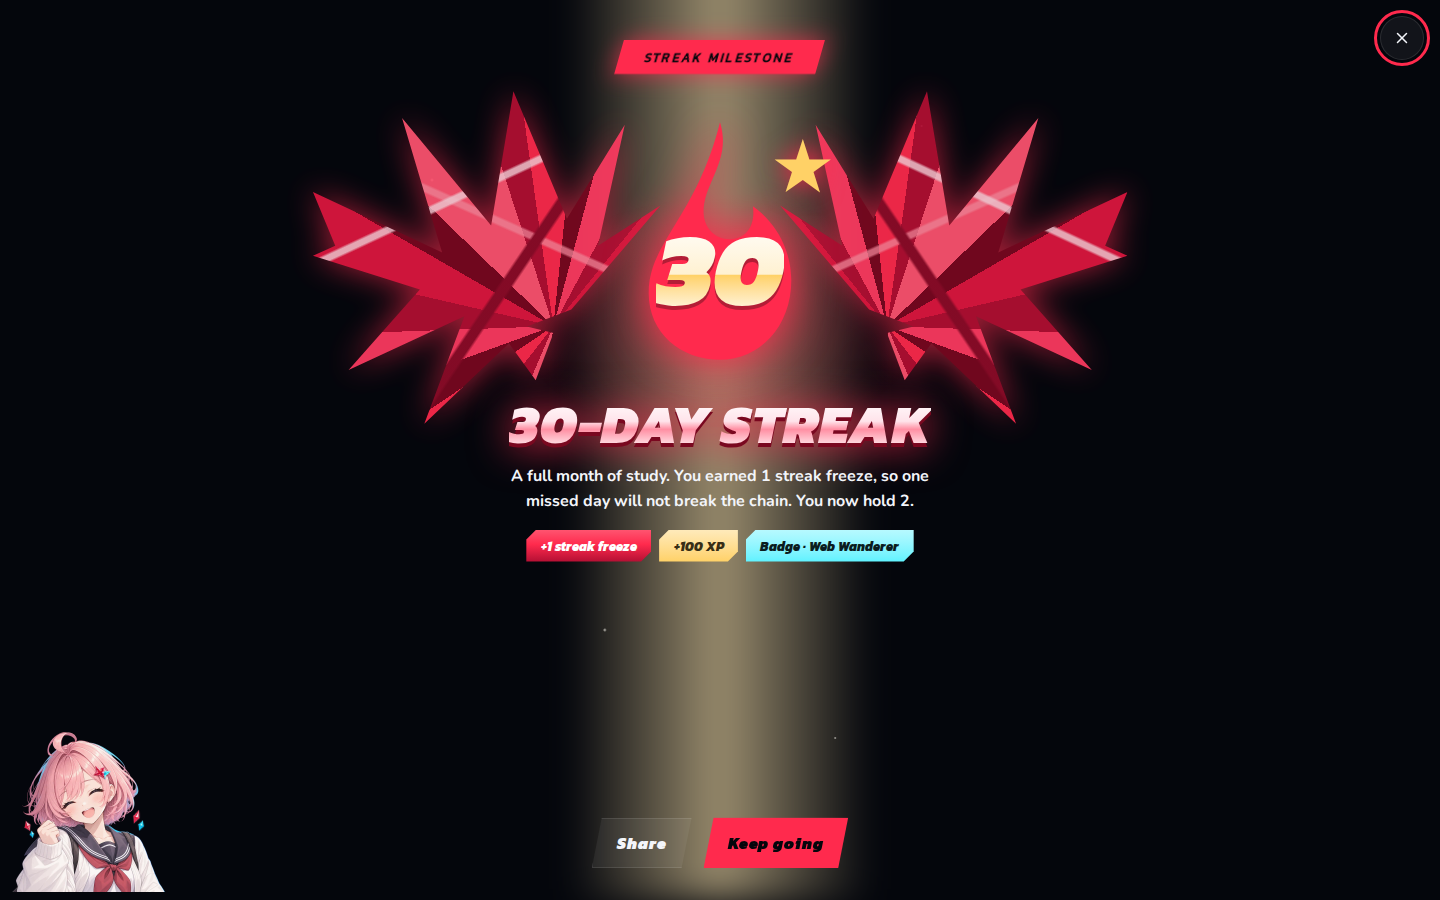 STREAK MILESTONE
30
30-DAY STREAK
A full month of study. You earned 1 streak freeze, so one
missed day will not break the chain. You now hold 2.
+1 streak freeze
+100 XP
Badge · Web Wanderer
Share
Keep going